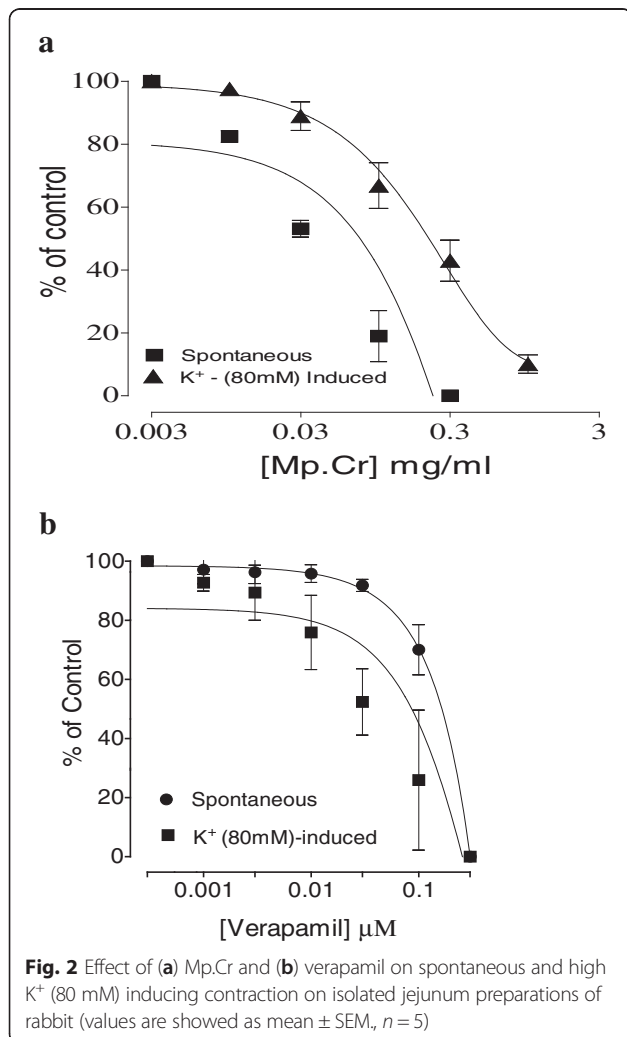 a
100
80
60
40
20
0
% of control
Spontaneous
K⁺ - (80mM) Induced
0.003 0.03 0.3 3
[Mp.Cr] mg/ml
b
100
80
60
40
20
0
% of Control
Spontaneous
K⁺ (80mM)-induced
0.001 0.01 0.1
[Verapamil] μM
Fig. 2 Effect of (a) Mp.Cr and (b) verapamil on spontaneous and high
K⁺ (80 mM) inducing contraction on isolated jejunum preparations of
rabbit (values are showed as mean ± SEM., n = 5)